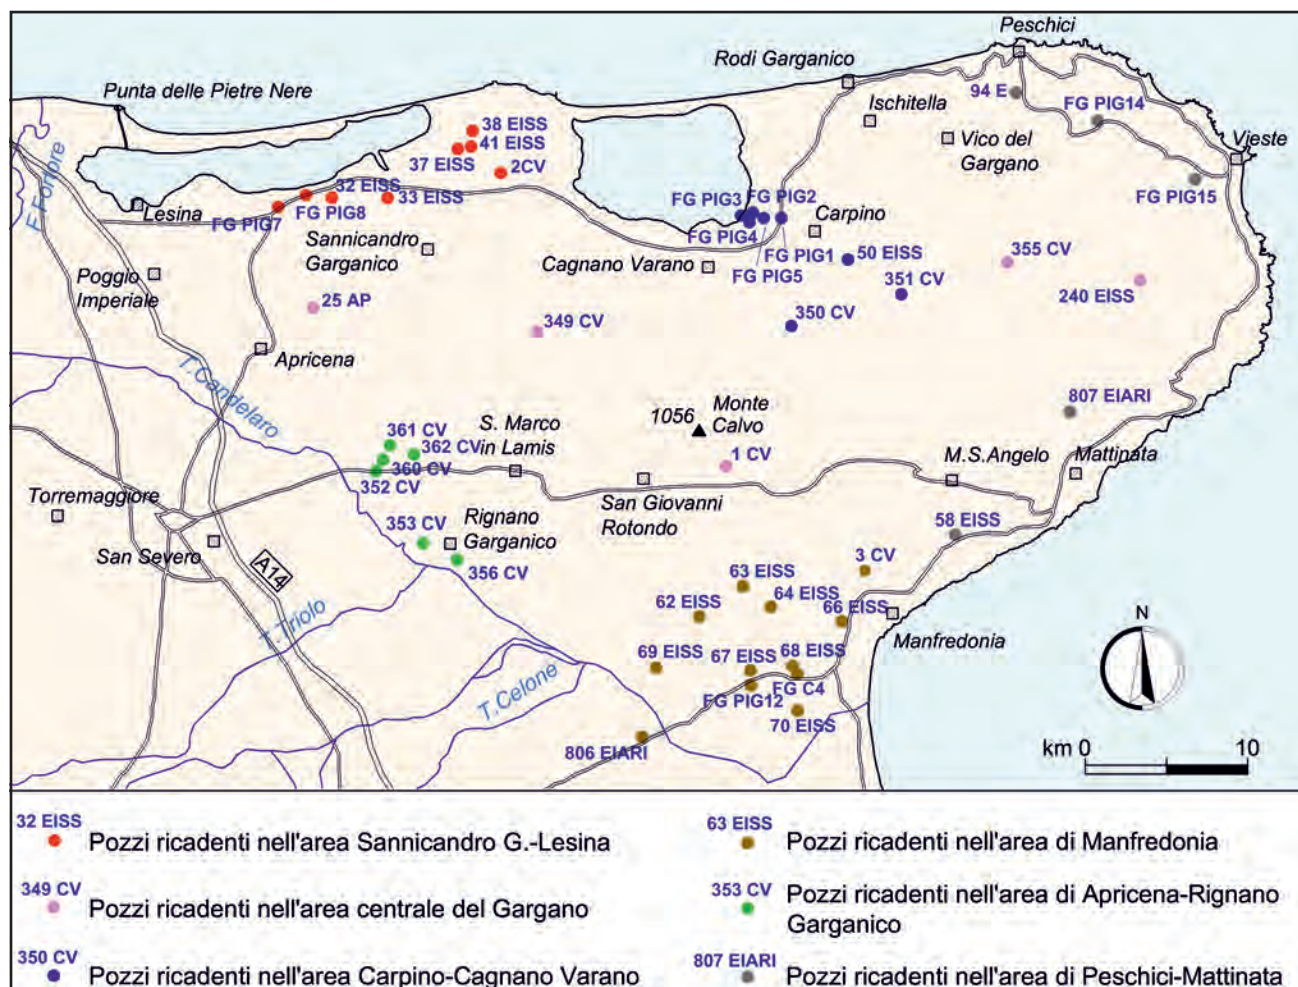 Peschici
Rodi Garganico
Punta delle Pietre Nere
94 E
Ischitella
FG PIG14
38 EISS
41 EISS
37 EISS
Vico del
Gargano
Vieste
2CV
F. Fortore
Lesina
32 EISS
33 EISS
FG PIG7
FG PIG8
FG PIG3
FG PIG2
FG PIG15
Carpino
FG PIG4
FG PIG1
FG PIG5
Sannicandro
Garganico
Cagnano Varano
50 EISS
355 CV
Poggio
Imperiale
351 CV
240 EISS
25 AP
349 CV
350 CV
Apricena
T.Candelaro
807 EIARI
1056
Monte
Calvo
361 CV
362 CV
S. Marco
in Lamis
360 CV
352 CV
1 CV
M.S.Angelo
Mattinata
Torremaggiore
San Giovanni
Rotondo
San Severo
353 CV
Rignano
Garganico
58 EISS
A14
356 CV
3 CV
63 EISS
64 EISS
62 EISS
66 EISS
T.Triolo
Manfredonia
N
69 EISS
67 EISS
68 EISS
T.Celone
FG PIG12
FG C4
70 EISS
806 EIARI
km 0 10
32 EISS
Pozzi ricadenti nell'area Sannicandro G.-Lesina
349 CV
Pozzi ricadenti nell'area centrale del Gargano
350 CV
Pozzi ricadenti nell'area Carpino-Cagnano Varano
63 EISS
Pozzi ricadenti nell'area di Manfredonia
353 CV
Pozzi ricadenti nell'area di Apricena-Rignano
Garganico
807 EIARI
Pozzi ricadenti nell'area di Peschici-Mattinata